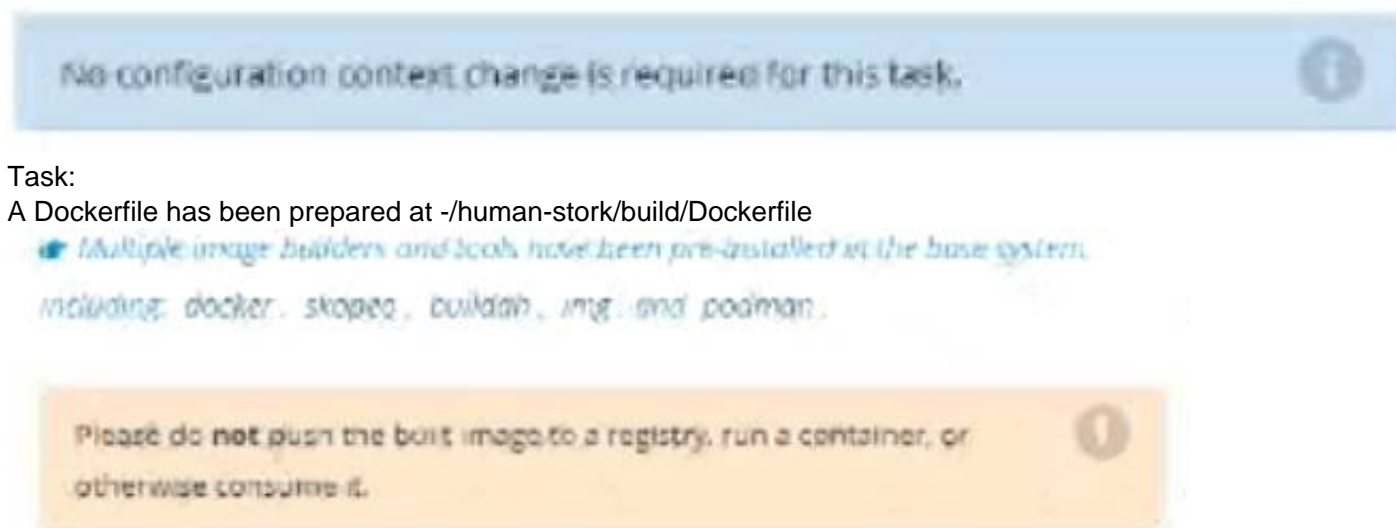 No configuration context change is required for this task.
Task:
A Dockerfile has been prepared at -/human-stork/build/Dockerfile
Multiple image builders and tools have been pre-installed in the base system,
including: docker, skopeo, buildah, img, and podman.
Please do not push the built image to a registry, run a container, or
otherwise consume it.